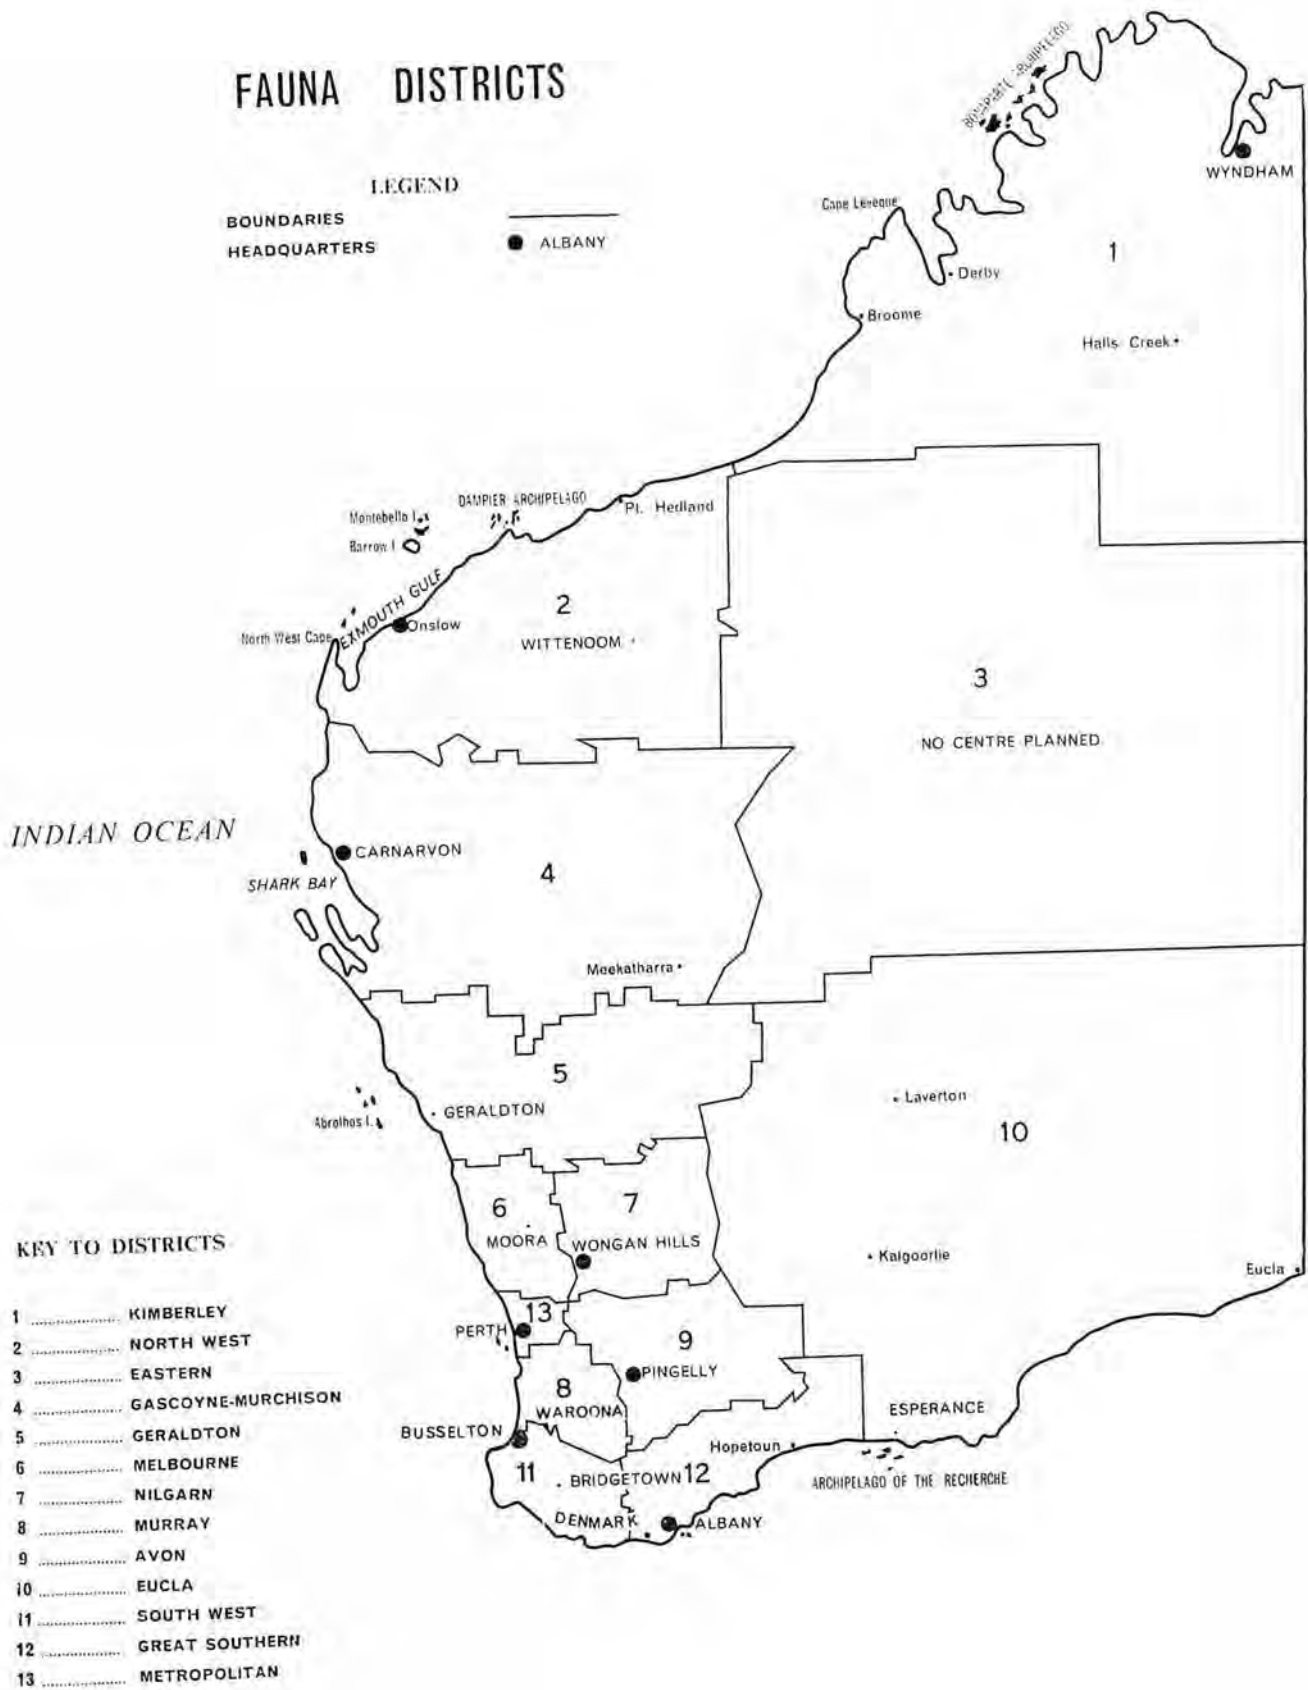 FAUNA DISTRICTS
LEGEND
BOUNDARIES
HEADQUARTERS ALBANY
BONAPARTE ARCHIPELAGO
WYNDHAM
Cape Leveque
1
Derby
Broome
Halls Creek
DAMPIER ARCHIPELAGO
Pt. Hedland
Montebello I.
Barrow I
EXMOUTH GULF
2
Onslow
North West Cape
WITTENOOM
3
NO CENTRE PLANNED
INDIAN OCEAN
CARNARVON
4
SHARK BAY
Meekatharra
5
Laverton
GERALDTON
Abrolhos I.
10
6
7
MOORA
WONGAN HILLS
Kalgoorlie
Eucla
13
PERTH
9
PINGELLY
8
WAROONA
ESPERANCE
BUSSELTON
Hopetoun
11
BRIDGETOWN 12
ARCHIPELAGO OF THE RECHERCHE
DENMARK
ALBANY
KEY TO DISTRICTS
1 .................... KIMBERLEY
2 .................... NORTH WEST
3 .................... EASTERN
4 .................... GASCOYNE-MURCHISON
5 .................... GERALDTON
6 .................... MELBOURNE
7 .................... NILGARN
8 .................... MURRAY
9 .................... AVON
10 .................... EUCLA
11 .................... SOUTH WEST
12 .................... GREAT SOUTHERN
13 .................... METROPOLITAN